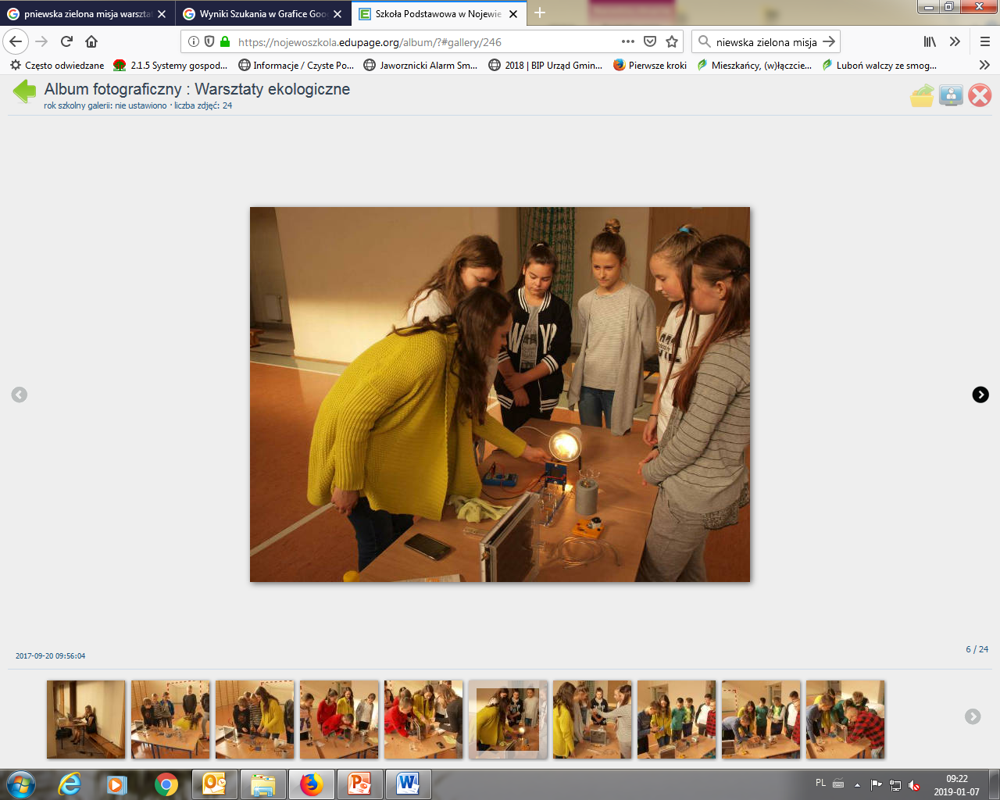 pniewska zielona misja warszta
Wyniki Szukania w Grafice Goo
Szkoła Podstawowa w Nojewie
https://nojewoszkola.edupage.org/album/?#gallery/246
niewska zielona misja
Często odwiedzane
2.1.5 Systemy gospod...
Informacje / Czyste Po...
Jaworznicki Alarm Sm...
2018 | BIP Urząd Gmin...
Pierwsze kroki
Mieszkańcy, (w)łączcie...
Luboń walczy ze smog...
Album fotograficzny : Warsztaty ekologiczne
rok szkolny galerii: nie ustawiono · liczba zdjęć: 24
2017-09-20 09:56:04
6 / 24
PL
09:22
2019-01-07